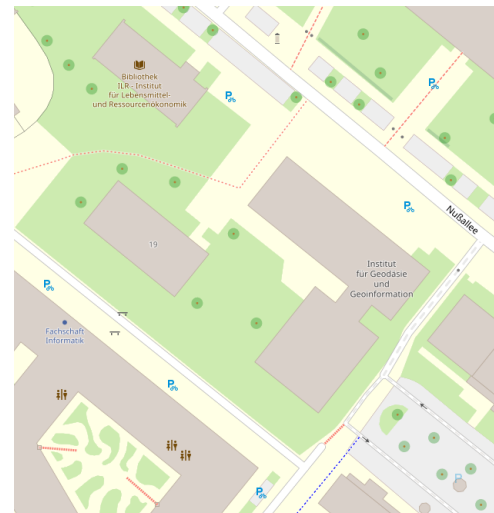 Bibliothek
ILR - Institut
für Lebensmittel-
und Ressourcenökonomik
P
P
P
Nußallee
19
Institut
für Geodäsie
und
Geoinformation
P
Fachschaft
Informatik
P
P
P